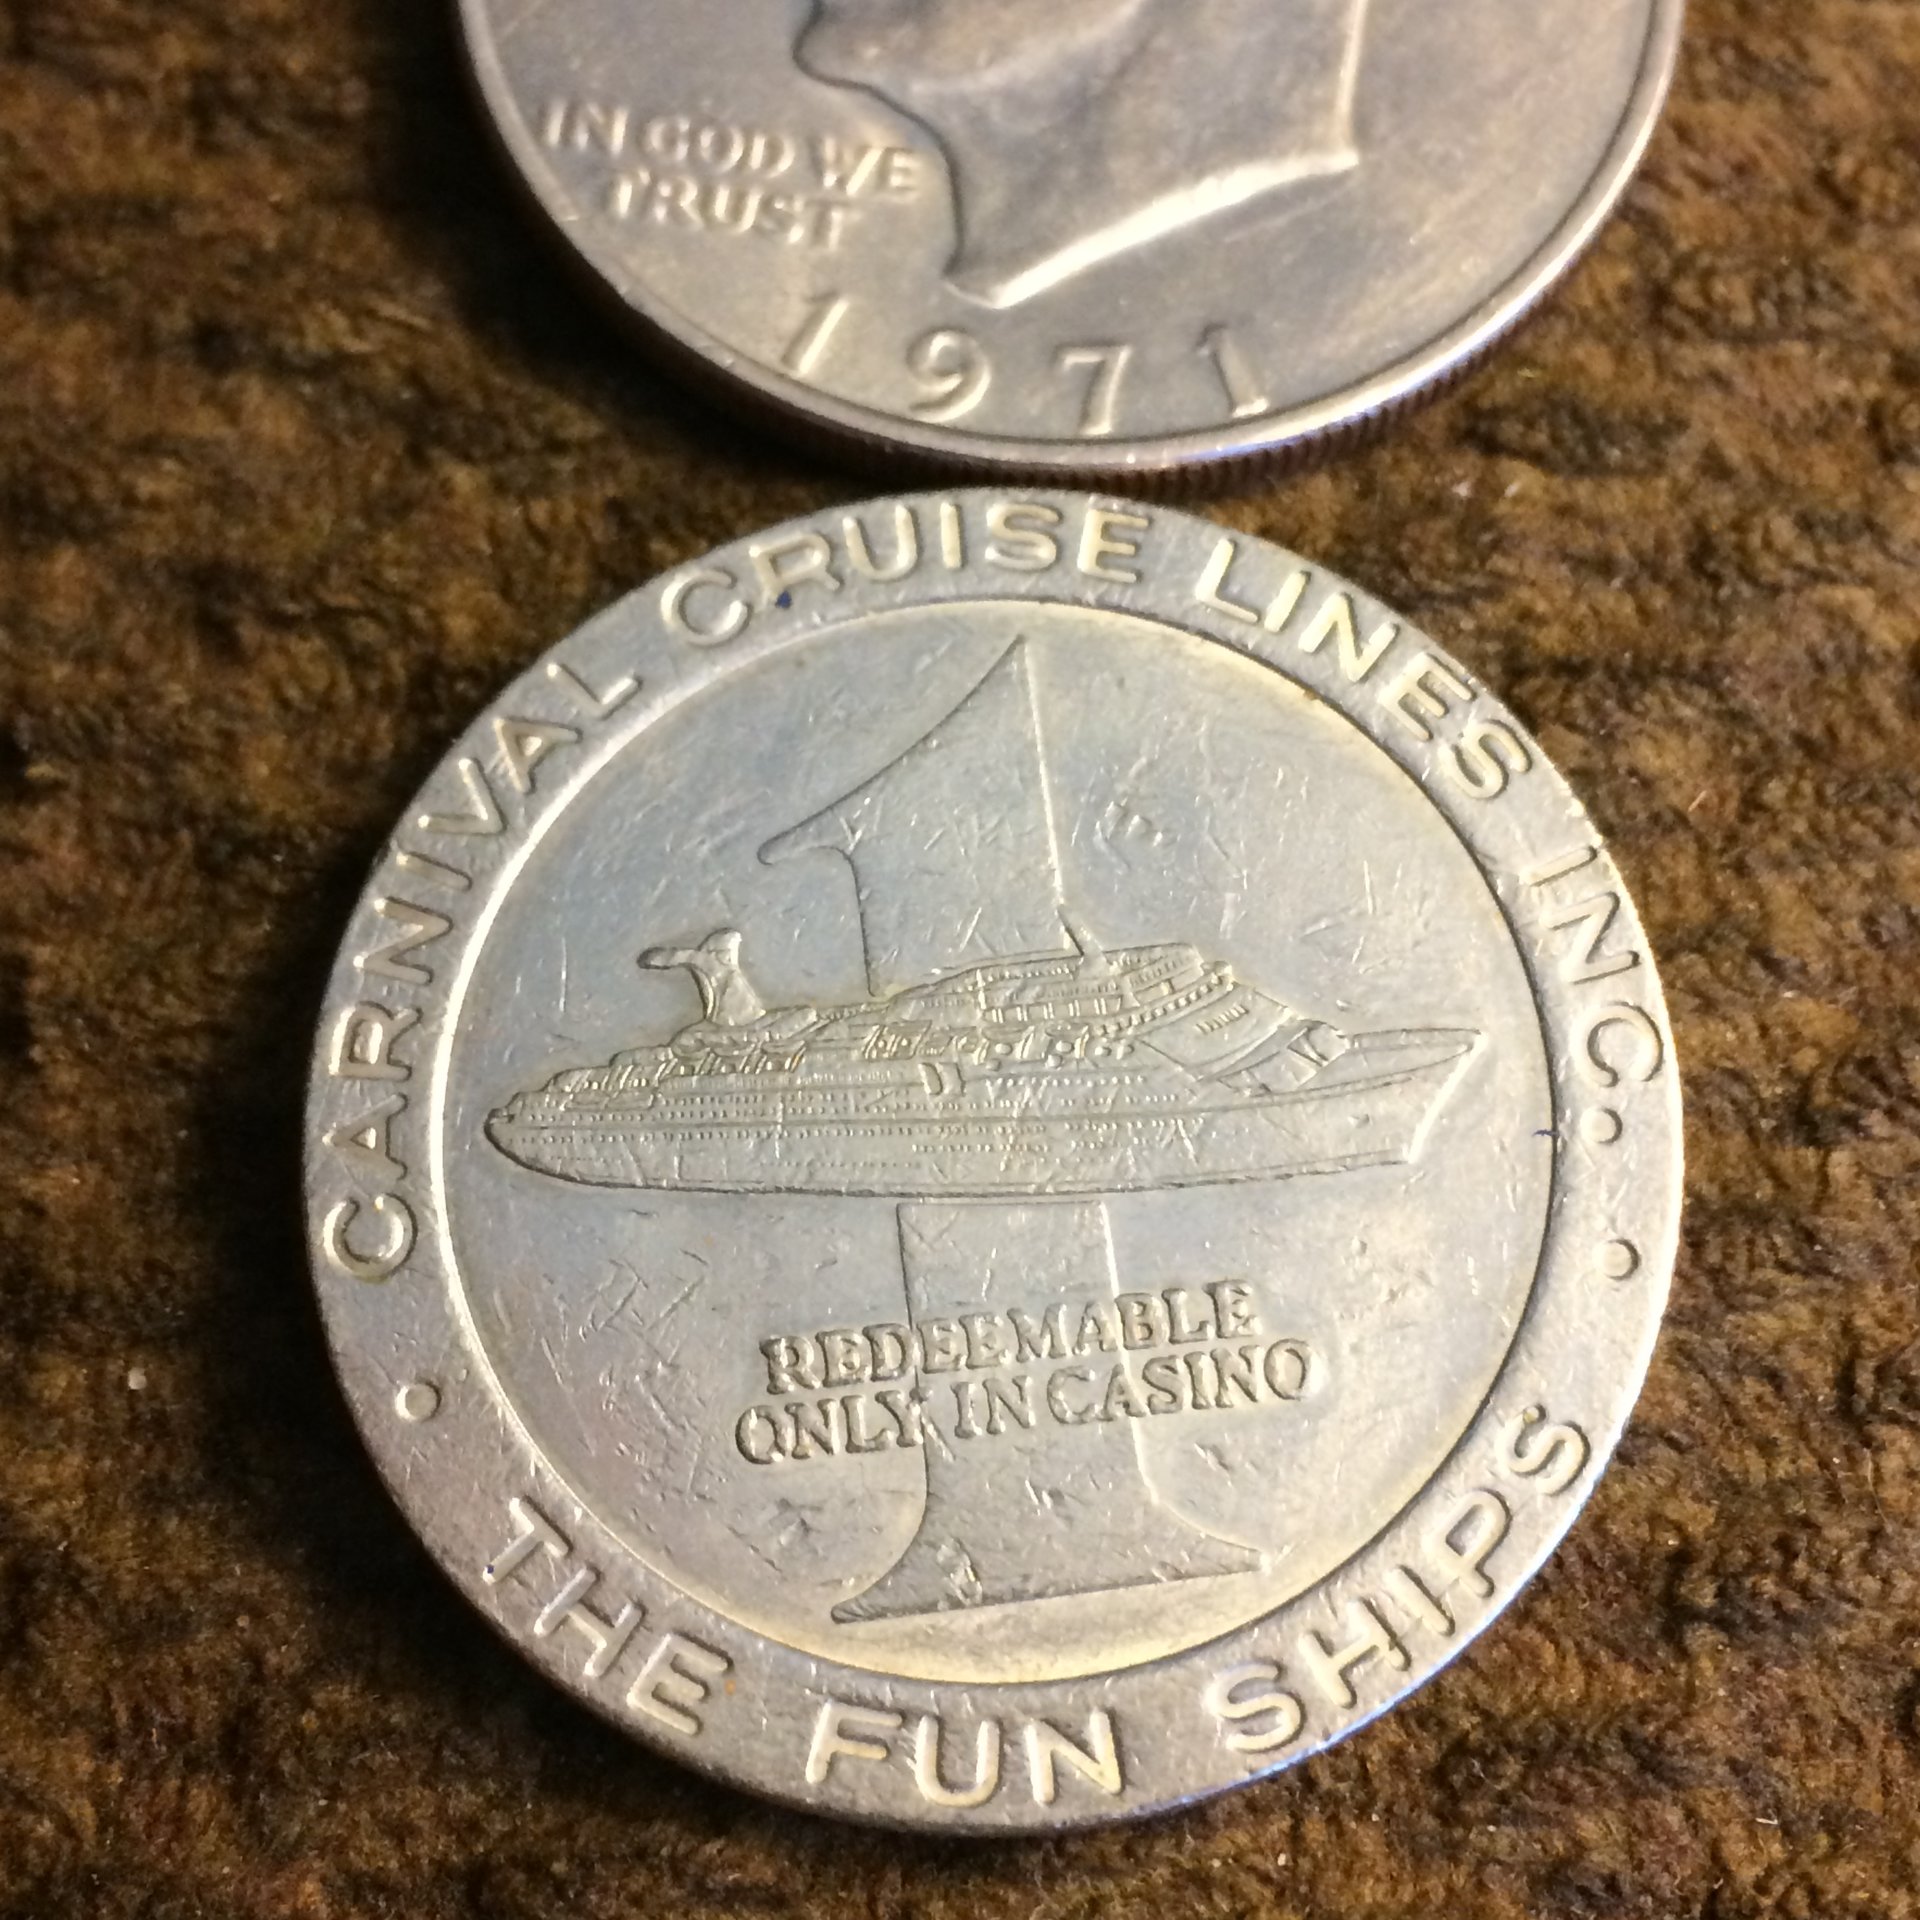 IN GOD WE
TRUST
1971
CARNIVAL CRUISE LINES INC.
1
REDEEMABLE
ONLY IN CASINO
• THE FUN SHIPS •